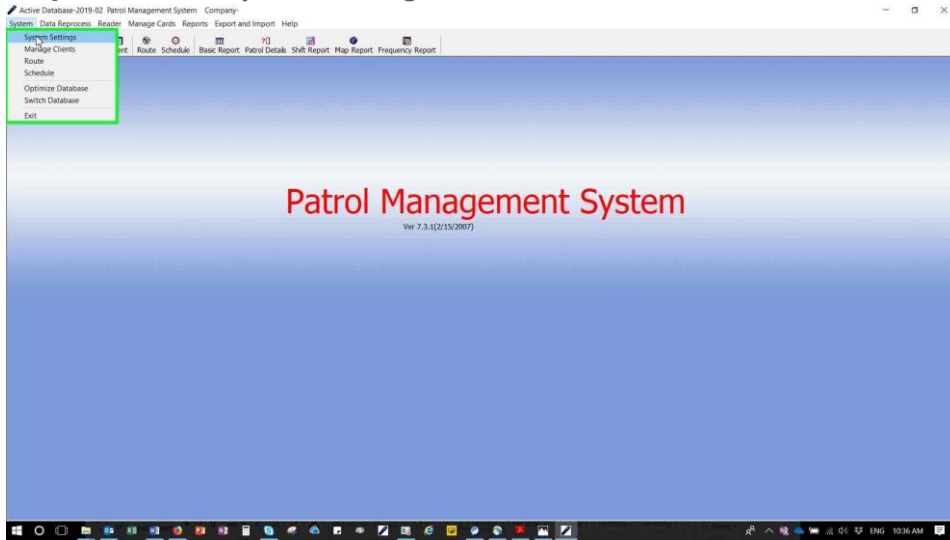 Active Database-2019-02 Patrol Management System Company-
System Data Reprocess Reader Manage Cards Reports Export and Import Help
System Settings
Manage Clients
Route
Schedule
Optimize Database
Switch Database
Exit
Route Schedule Basic Report Patrol Details Shift Report Map Report Frequency Report
Patrol Management System
Ver 7.3.1(2/15/2007)
ENG 10:36 AM